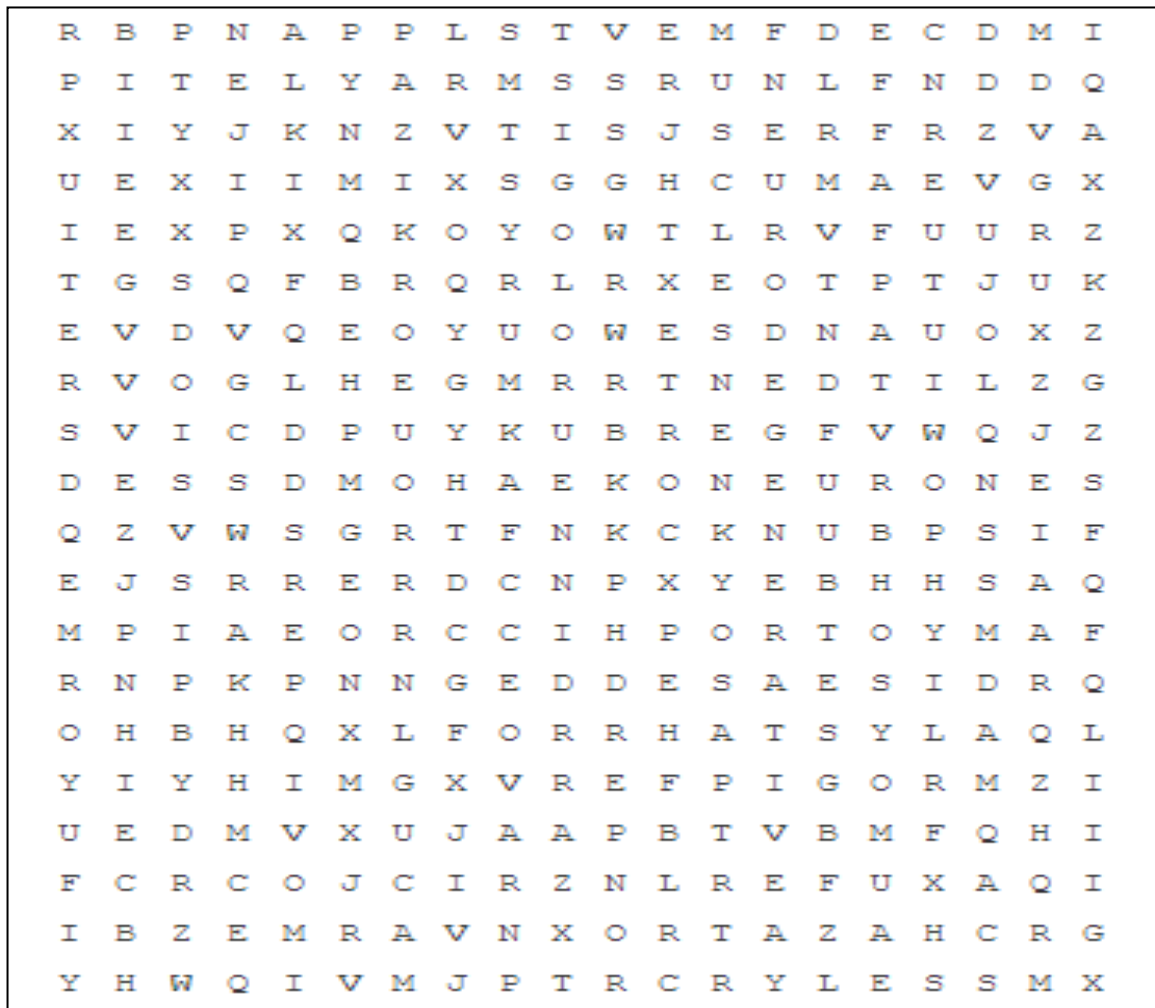 R B P N A P P L S T V E M F D E C D M I
P I T E L Y A R M S S R U N L F N D D Q
X I Y J K N Z V T I S J S E R F R Z V A
U E X I I M I X S G G H C U M A E V G X
I E X P X Q K O Y O W T L R V F U U R Z
T G S Q F B R Q R L R X E O T P T J U K
E V D V Q E O Y U O W E S D N A U O X Z
R V O G L H E G M R R T N E D T I L Z G
S V I C D P U Y K U B R E G F V W Q J Z
D E S S D M O H A E K O N E U R O N E S
Q Z V W S G R T F N K C K N U B P S I F
E J S R R E R D C N P X Y E B H H S A Q
M P I A E O R C C I H P O R T O Y M A F
R N P K P N N G E D D E S A E S I D R Q
O H B H Q X L F O R R H A T S Y L A Q L
Y I Y H I M G X V R E F P I G O R M Z I
U E D M V X U J A A P B T V B M F Q H I
F C R C O J C I R Z N L R E F U X A Q I
I B Z E M R A V N X O R T A Z A H C R G
Y H W Q I V M J P T R C R Y L E S S M X